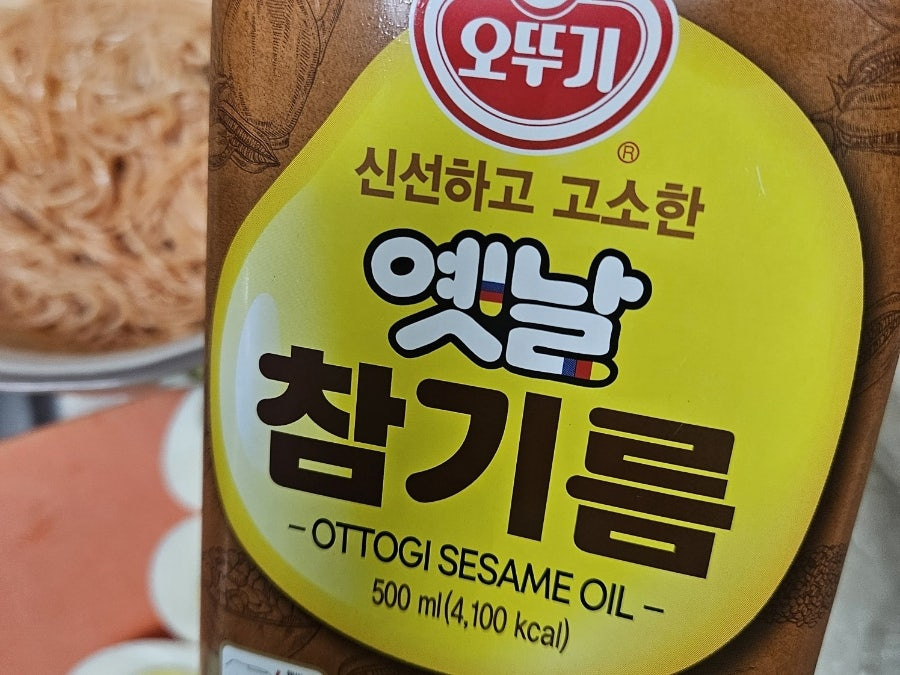 오뚜기
®
신선하고 고소한
옛날
참기름
- OTTOGI SESAME OIL -
500 ml(4,100 kcal)